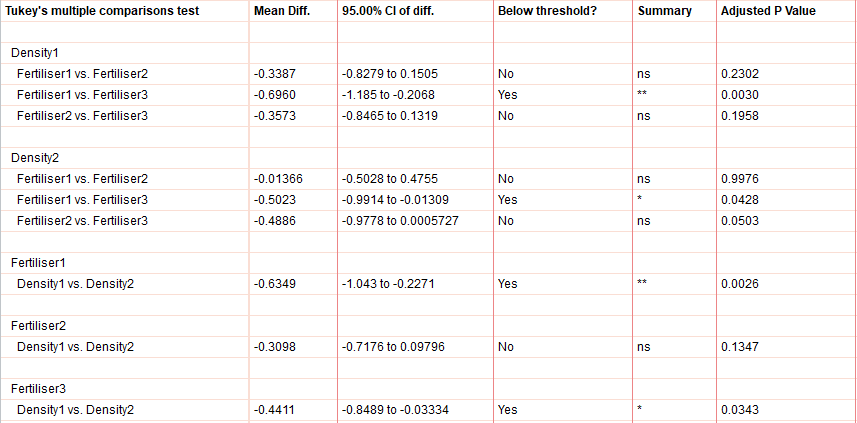 Tukey's multiple comparisons test Mean Diff. 95.00% CI of diff. Below threshold? Summary Adjusted P Value
Density1
Fertiliser1 vs. Fertiliser2 -0.3387 -0.8279 to 0.1505 No ns 0.2302
Fertiliser1 vs. Fertiliser3 -0.6960 -1.185 to -0.2068 Yes ** 0.0030
Fertiliser2 vs. Fertiliser3 -0.3573 -0.8465 to 0.1319 No ns 0.1958
Density2
Fertiliser1 vs. Fertiliser2 -0.01366 -0.5028 to 0.4755 No ns 0.9976
Fertiliser1 vs. Fertiliser3 -0.5023 -0.9914 to -0.01309 Yes * 0.0428
Fertiliser2 vs. Fertiliser3 -0.4886 -0.9778 to 0.0005727 No ns 0.0503
Fertiliser1
Density1 vs. Density2 -0.6349 -1.043 to -0.2271 Yes ** 0.0026
Fertiliser2
Density1 vs. Density2 -0.3098 -0.7176 to 0.09796 No ns 0.1347
Fertiliser3
Density1 vs. Density2 -0.4411 -0.8489 to -0.03334 Yes * 0.0343